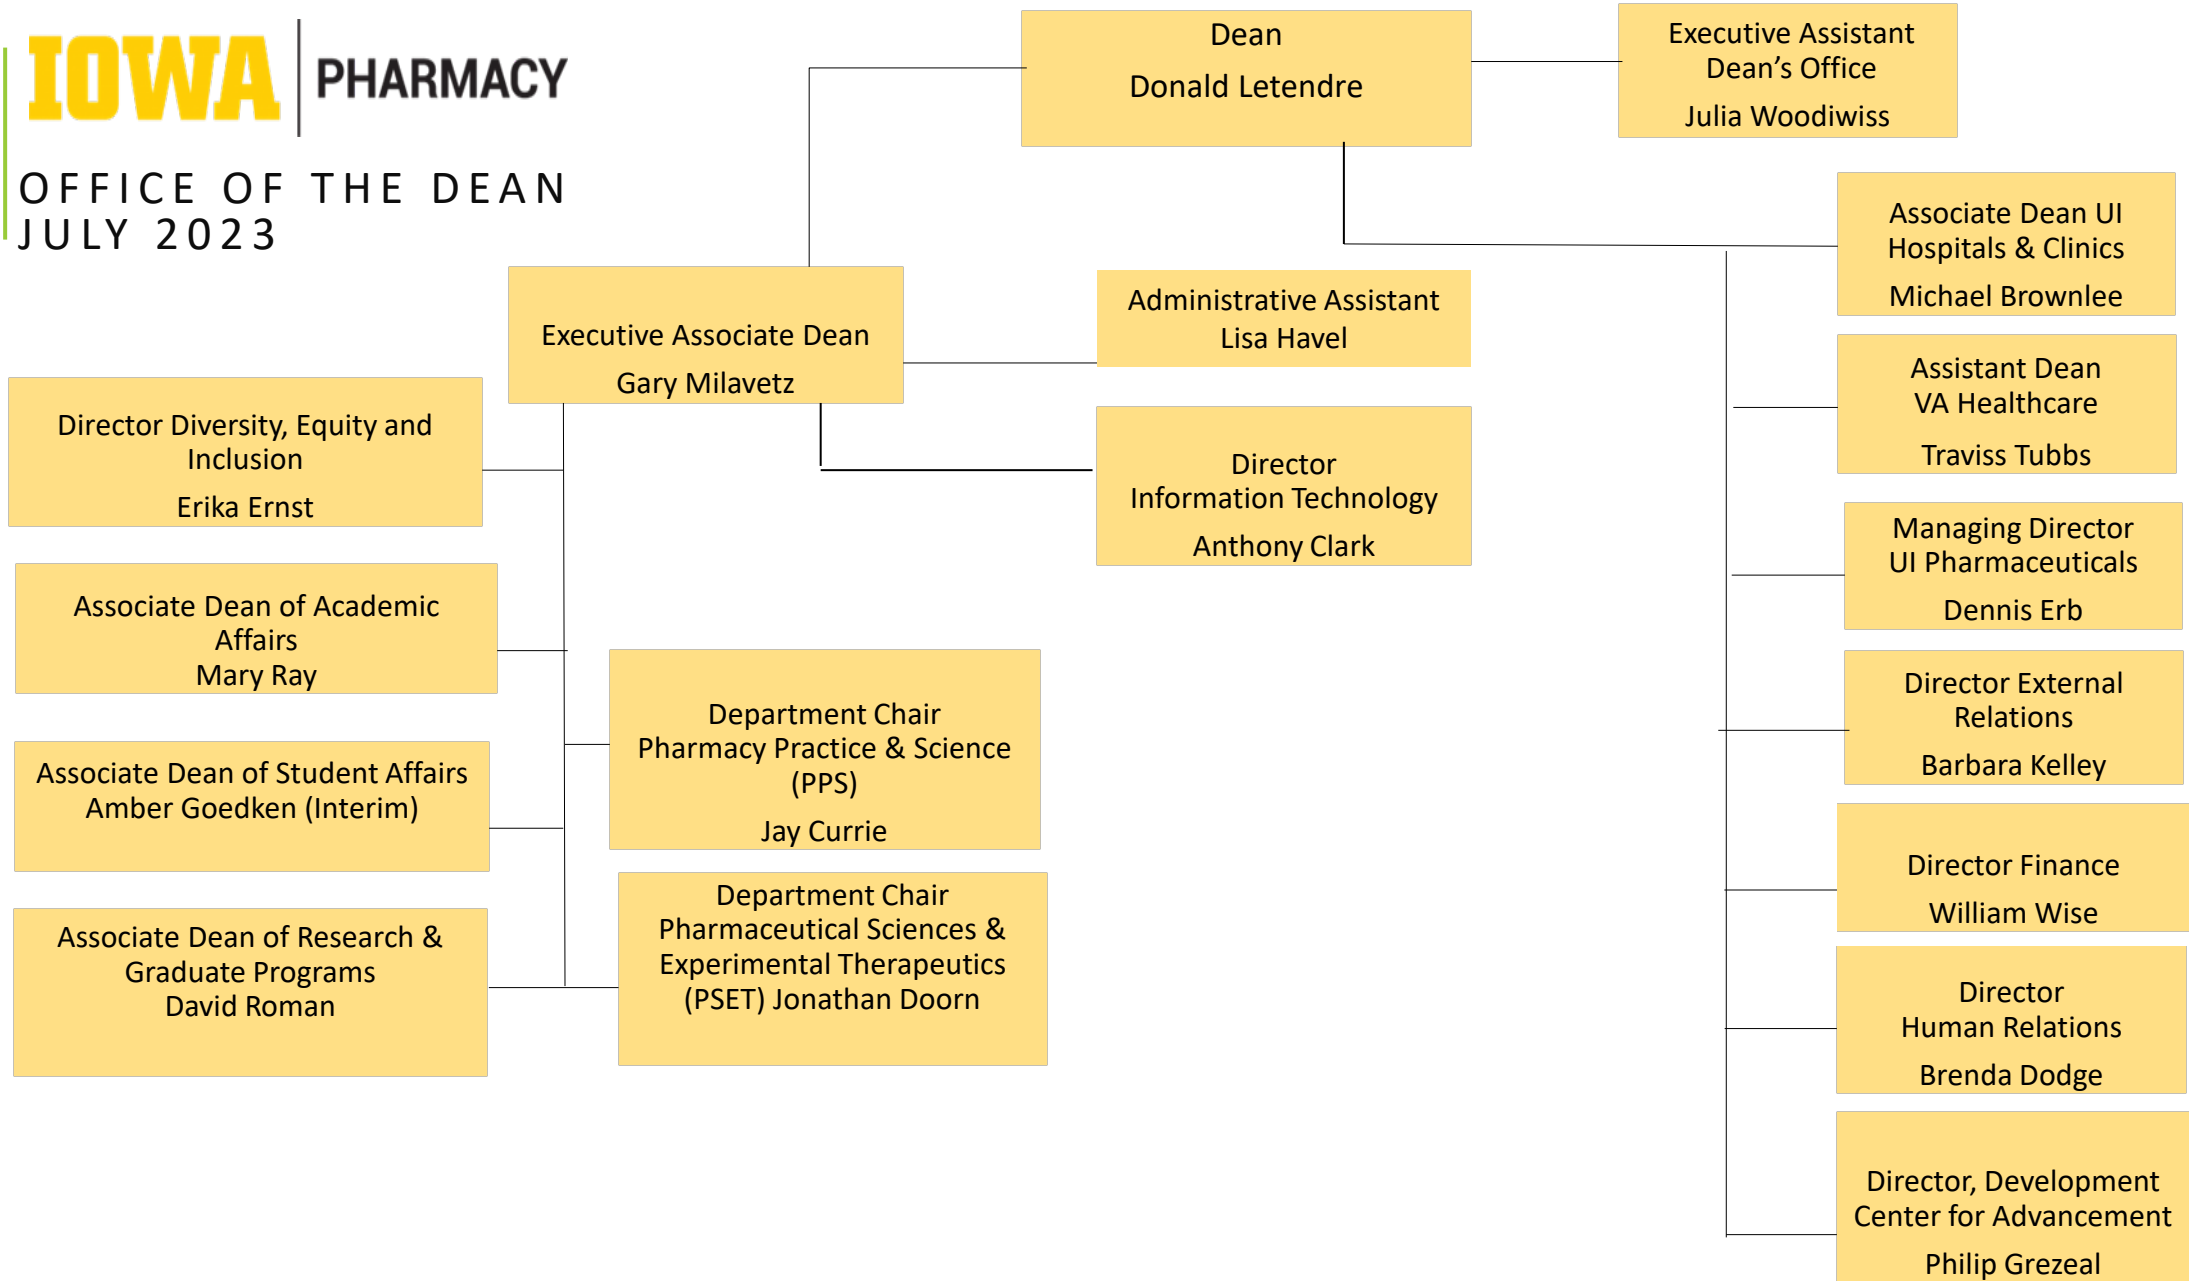 IOWA
PHARMACY
OFFICE OF THE DEAN
JULY 2023
Dean
Donald Letendre
Executive Assistant
Dean’s Office
Julia Woodiwiss
Executive Associate Dean
Gary Milavetz
Administrative Assistant
Lisa Havel
Director
Information Technology
Anthony Clark
Director Diversity, Equity and
Inclusion
Erika Ernst
Associate Dean of Academic
Affairs
Mary Ray
Associate Dean of Student Affairs
Amber Goedken (Interim)
Associate Dean of Research &
Graduate Programs
David Roman
Department Chair
Pharmacy Practice & Science
(PPS)
Jay Currie
Department Chair
Pharmaceutical Sciences &
Experimental Therapeutics
(PSET) Jonathan Doorn
Associate Dean UI
Hospitals & Clinics
Michael Brownlee
Assistant Dean
VA Healthcare
Traviss Tubbs
Managing Director
UI Pharmaceuticals
Dennis Erb
Director External
Relations
Barbara Kelley
Director Finance
William Wise
Director
Human Relations
Brenda Dodge
Director, Development
Center for Advancement
Philip Grezeal